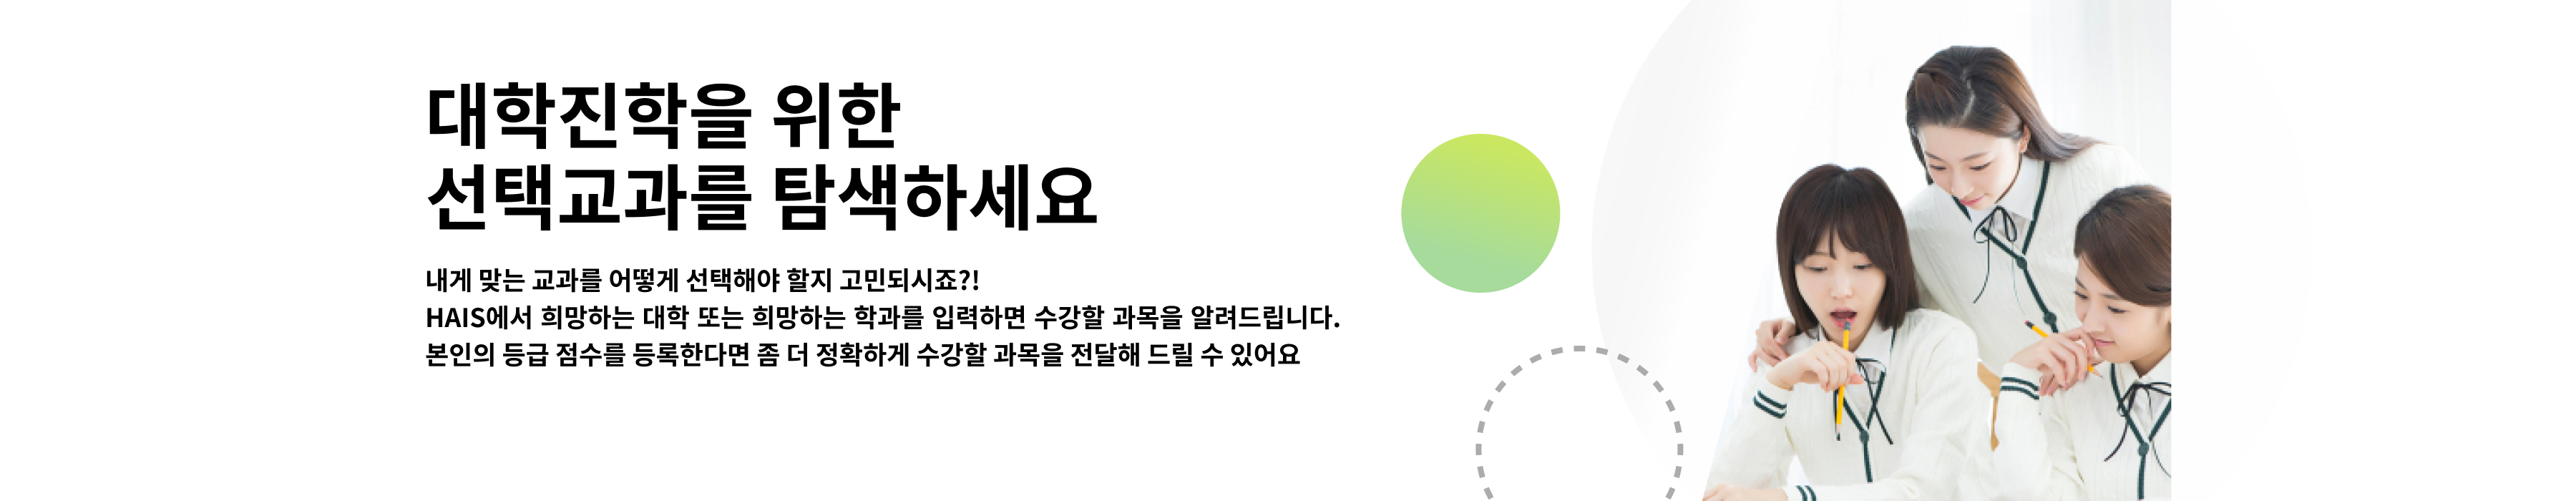 대학진학을 위한
선택교과를 탐색하세요
내게 맞는 교과를 어떻게 선택해야 할지 고민되시죠?!
HAIS에서 희망하는 대학 또는 희망하는 학과를 입력하면 수강할 과목을 알려드립니다.
본인의 등급 점수를 등록한다면 좀 더 정확하게 수강할 과목을 전달해 드릴 수 있어요